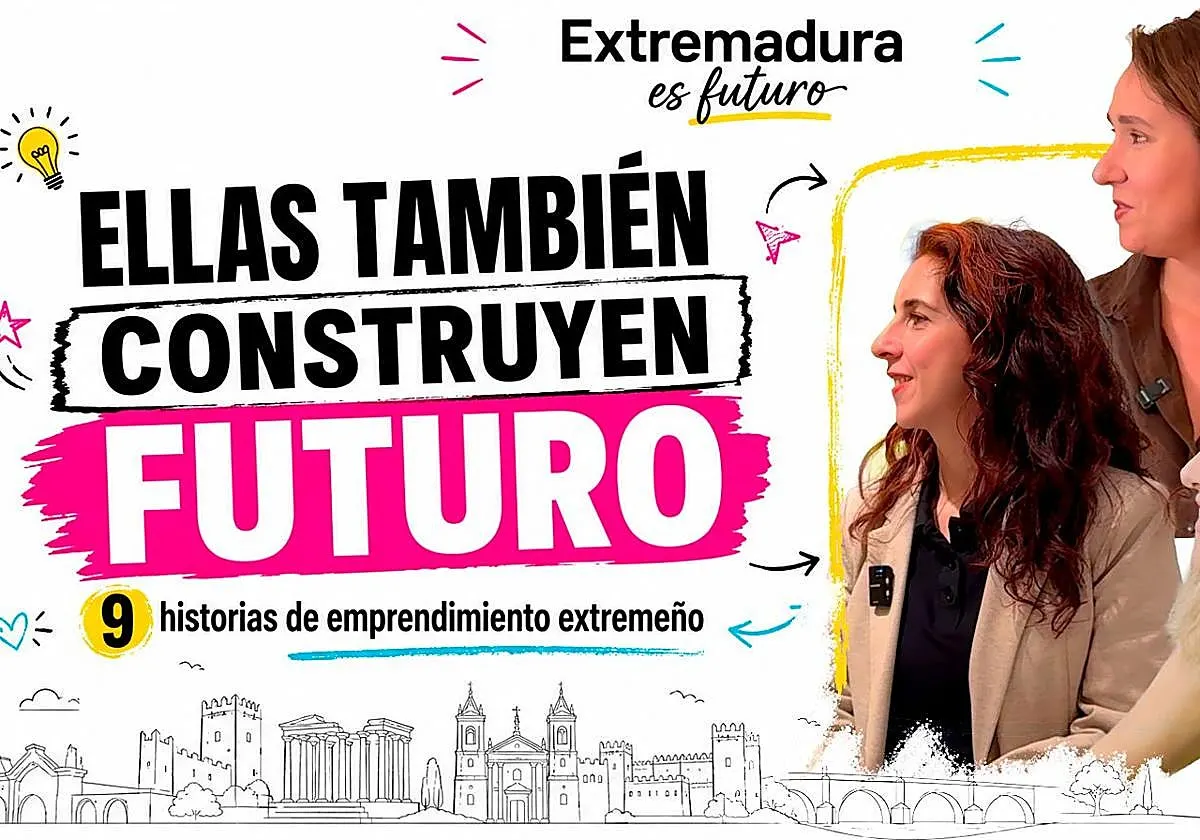 Extremadura
es futuro
ELLAS TAMBIÉN
CONSTRUYEN
FUTURO
9 historias de emprendimiento extremeño